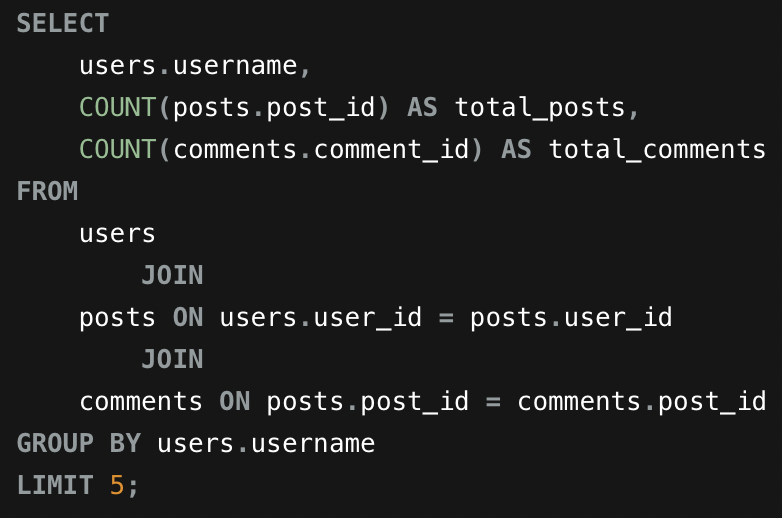 SELECT
    users.username,
    COUNT(posts.post_id) AS total_posts,
    COUNT(comments.comment_id) AS total_comments
FROM
    users
        JOIN
    posts ON users.user_id = posts.user_id
        JOIN
    comments ON posts.post_id = comments.post_id
GROUP BY users.username
LIMIT 5;